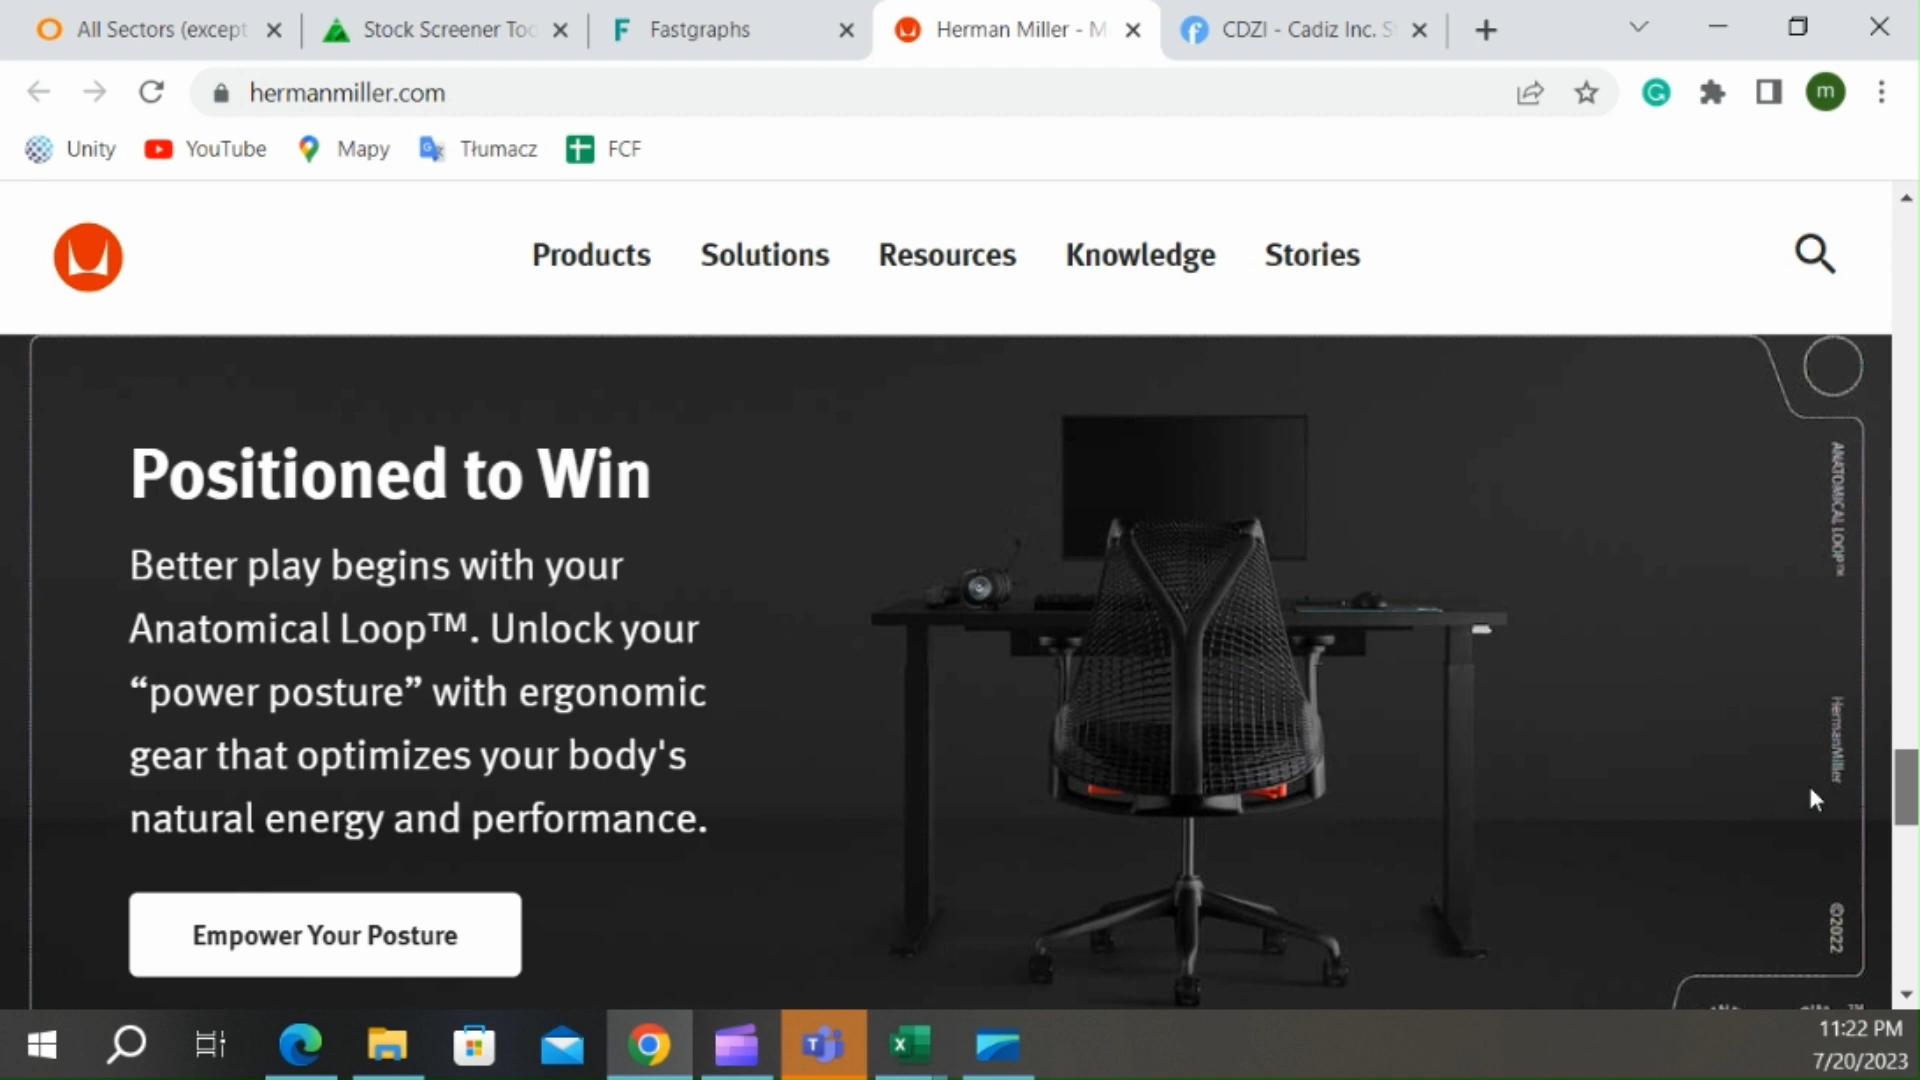 All Sectors (except
Stock Screener Too
Fastgraphs
Herman Miller - M
CDZI - Cadiz Inc. S
hermanmiller.com
m
Unity
YouTube
Mapy
Tłumacz
FCF
Products
Solutions
Resources
Knowledge
Stories
Positioned to Win
Better play begins with your
Anatomical Loop™. Unlock your
“power posture” with ergonomic
gear that optimizes your body's
natural energy and performance.
Empower Your Posture
ANATOMICAL LOOP™
HermanMiller
©2022
11:22 PM
7/20/2023